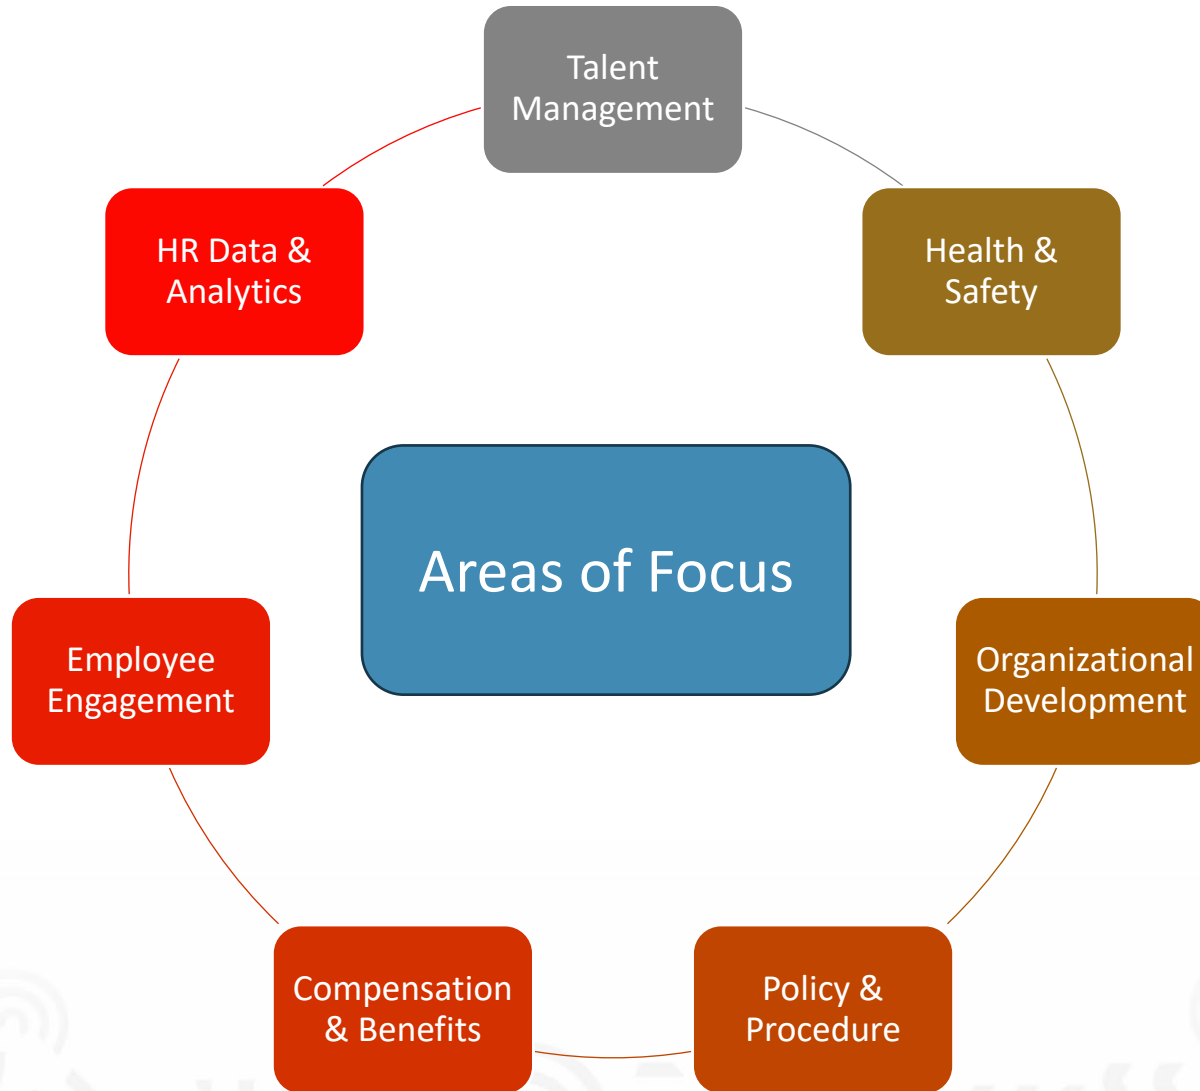 Talent
Management
Health &
Safety
Organizational
Development
Policy &
Procedure
Compensation
& Benefits
Employee
Engagement
HR Data &
Analytics
Areas of Focus